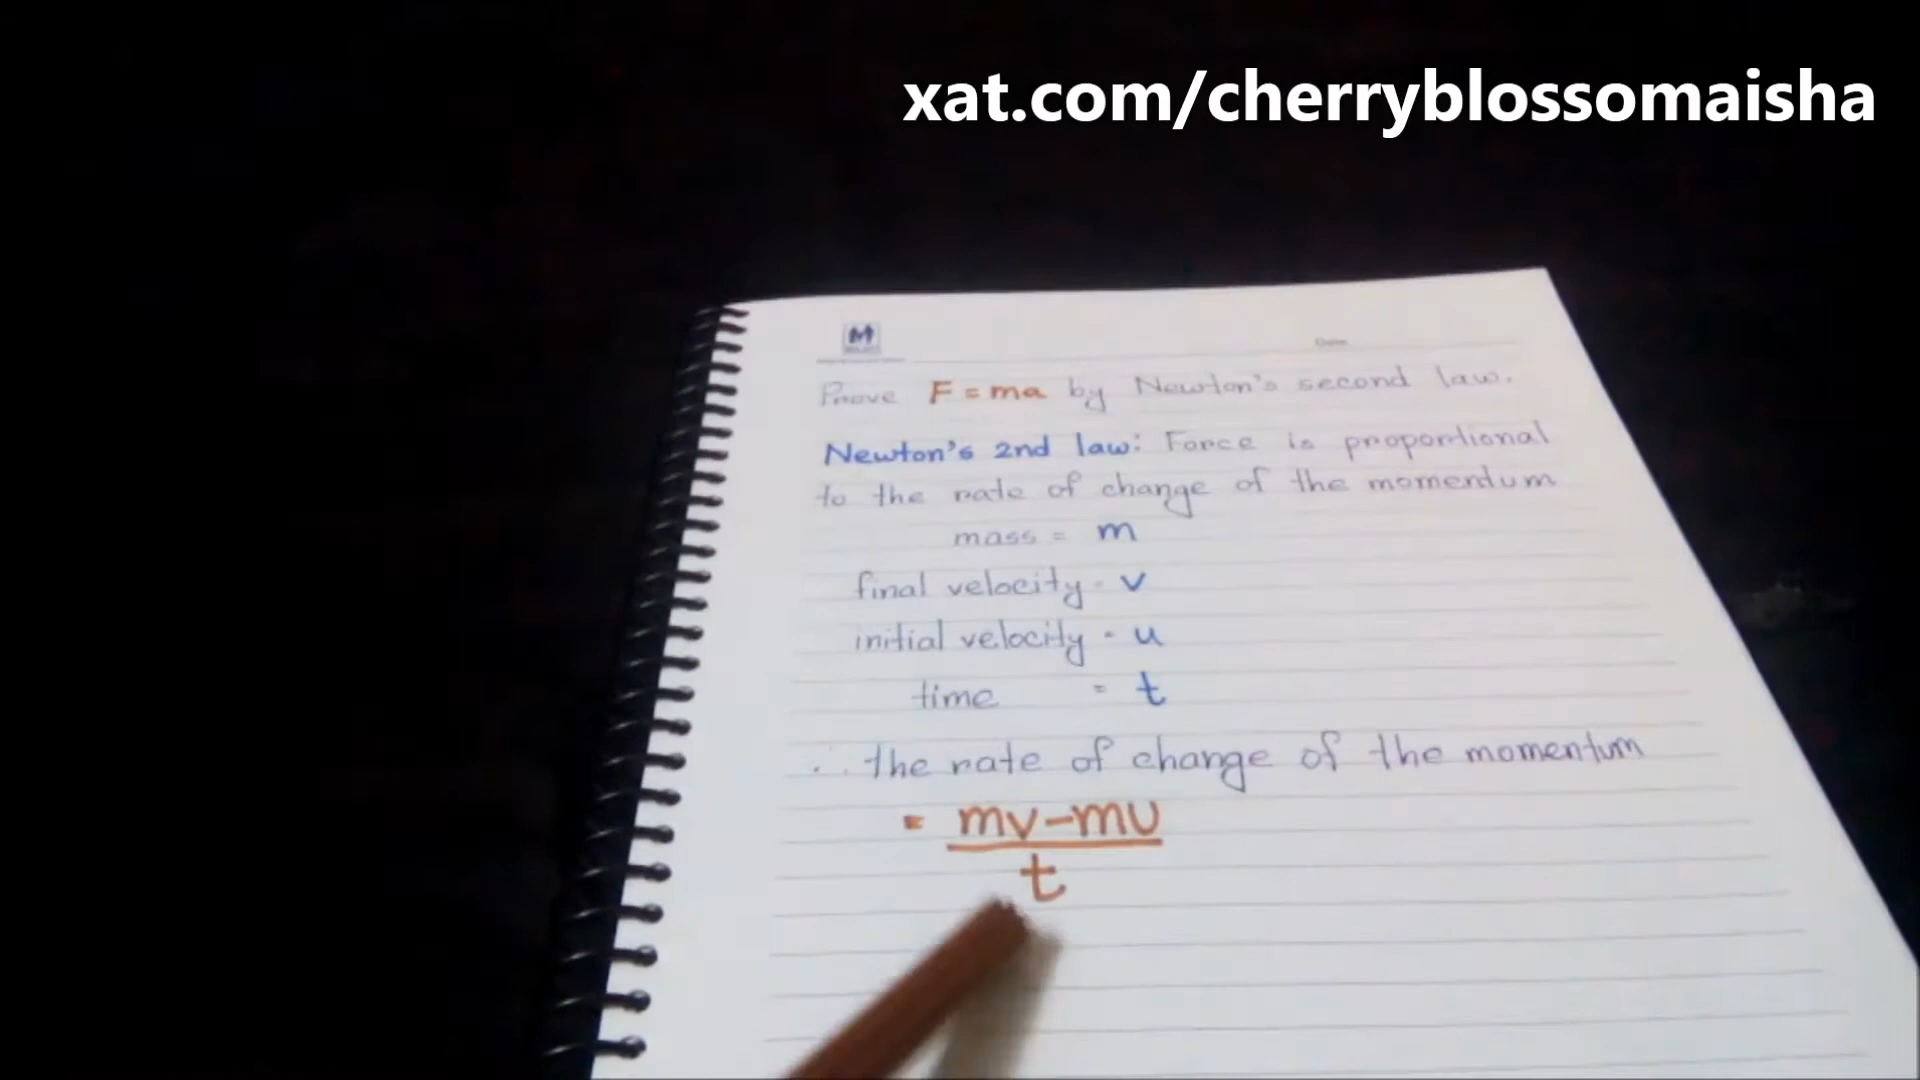 xat.com/cherryblossomaisha
Prove F = ma by Newton's second law.
Newton's 2nd law: Force is proportional
to the rate of change of the momentum
mass = m
final velocity = v
initial velocity = u
time = t
∴ the rate of change of the momentum
= mv-mu
t